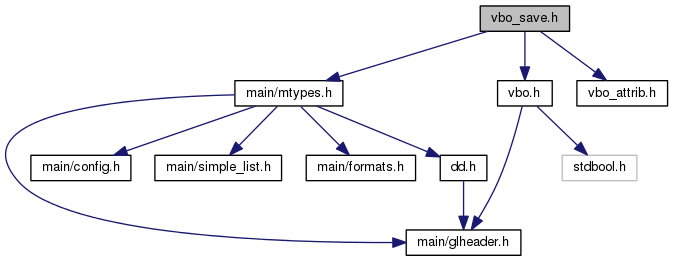 vbo_save.h
main/mtypes.h
vbo.h
vbo_attrib.h
main/config.h
main/simple_list.h
main/formats.h
dd.h
stdbool.h
main/glheader.h